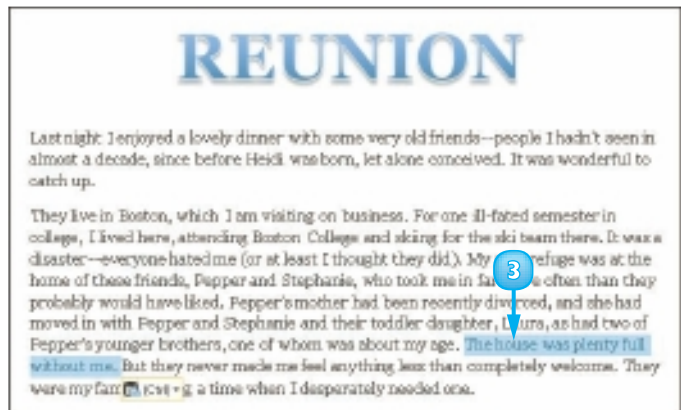 REUNION
Last night I enjoyed a lovely dinner with some very old friends--people I hadn't seen in
almost a decade, since before Heidi was born, let alone conceived. It was wonderful to
catch up.
They live in Boston, which I am visiting on business. For one ill-fated semester in
college, I lived here, attending Boston College and skiing for the ski team there. It was a
disaster--everyone hated me (or at least I thought they did). My refuge was at the
home of these friends, Pepper and Stephanie, who took me in far often than they
probably would have liked. Pepper's mother had been recently divorced, and she had
moved in with Pepper and Stephanie and their toddler daughter, as had two of
Pepper's younger brothers, one of whom was about my age. The house was plenty full
without me. But they never made me feel anything less than completely welcome. They
were my fam (Ctrl) g a time when I desperately needed one.
3